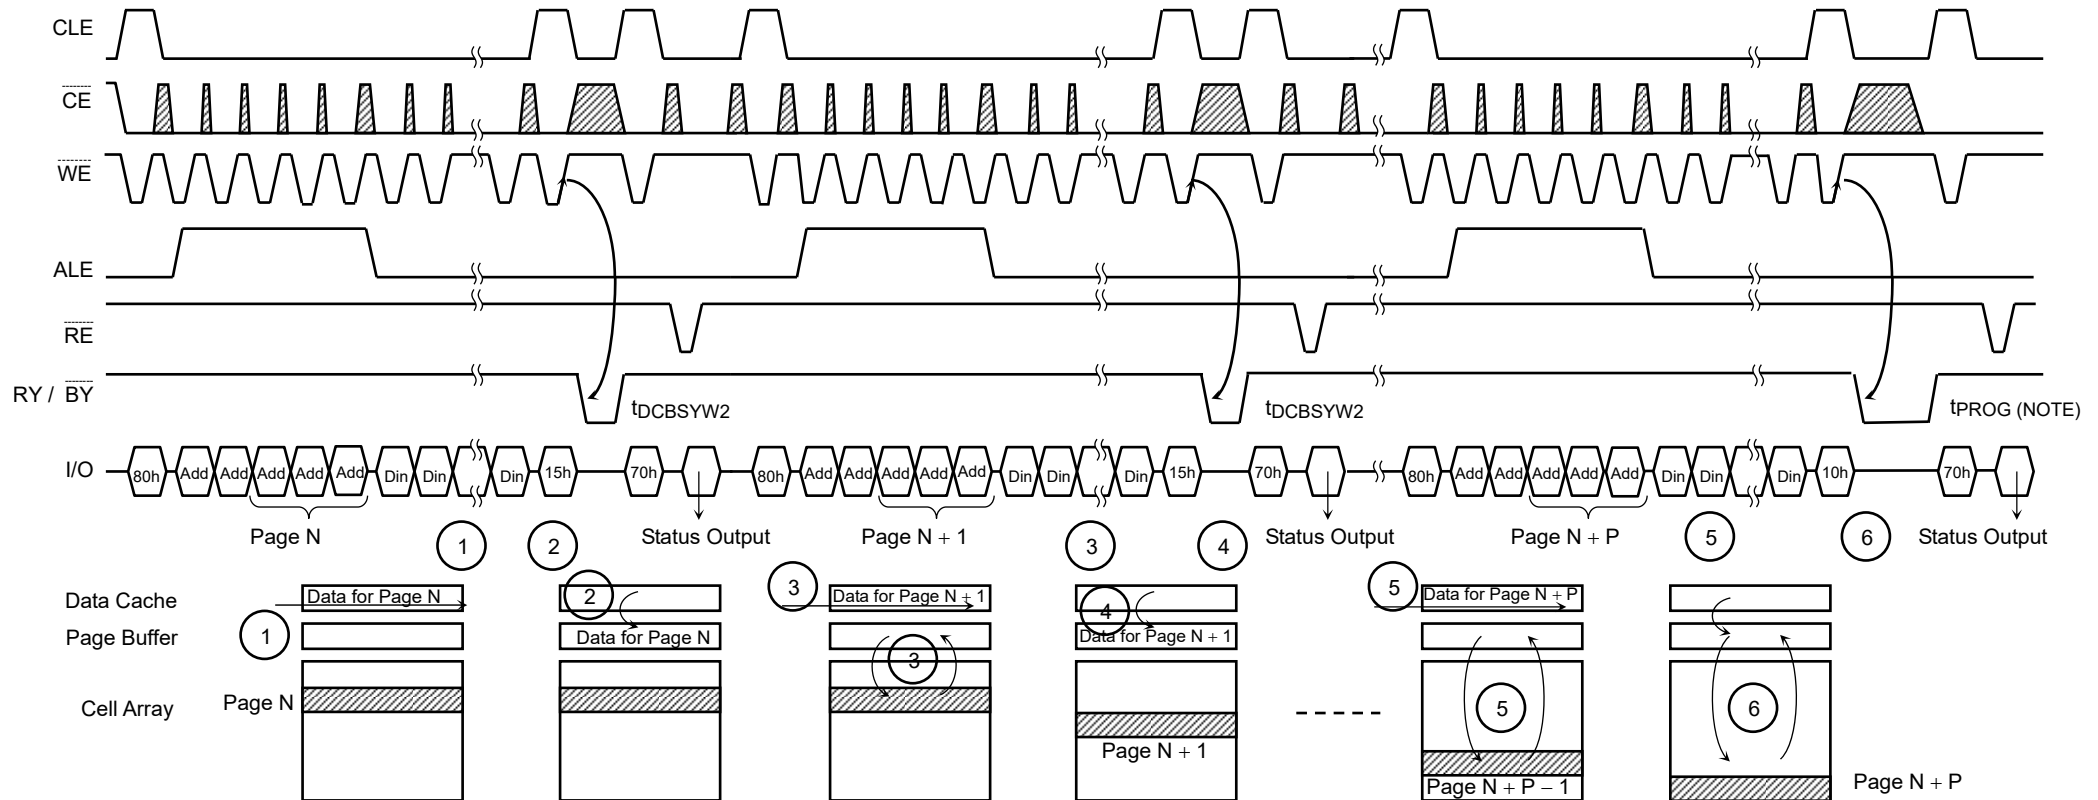 CLE
CE
WE
ALE
RE
RY / BY
tDCBSYW2 tDCBSYW2 tPROG (NOTE)
I/O 80h Add Add Add Add Add Din Din Din 15h 70h 80h Add Add Add Add Add Din Din Din 15h 70h 80h Add Add Add Add Add Din Din Din 10h 70h
Page N 1 2 Status Output Page N + 1 3 4 Status Output Page N + P 5 6 Status Output
Data Cache Data for Page N 2 3 Data for Page N + 1 4 5 Data for Page N + P
Page Buffer 1 Data for Page N 3 Data for Page N + 1
Cell Array Page N 5 6
Page N + 1
Page N + P − 1 Page N + P